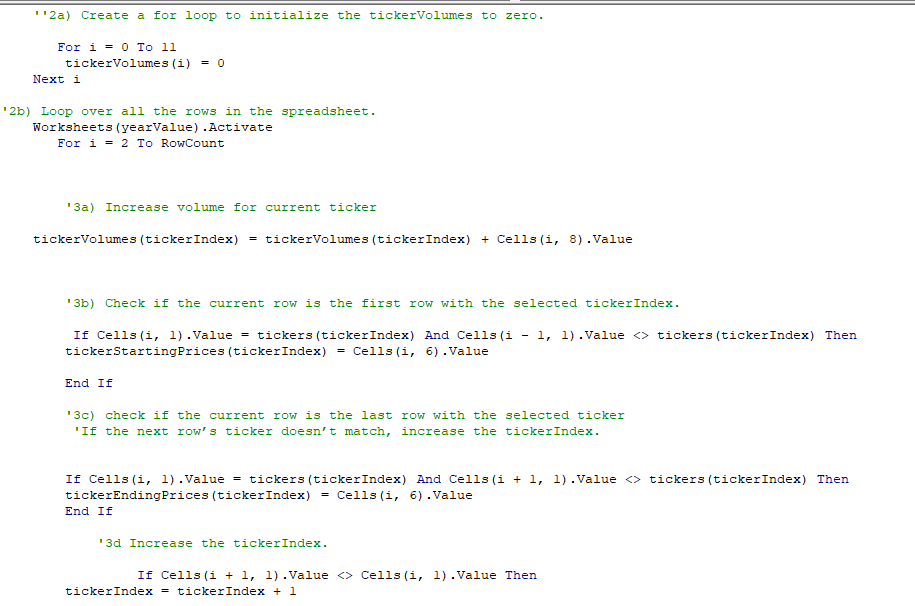 ''2a) Create a for loop to initialize the tickerVolumes to zero.
For i = 0 To 11
tickerVolumes(i) = 0
Next i
'2b) Loop over all the rows in the spreadsheet.
Worksheets(yearValue).Activate
For i = 2 To RowCount
'3a) Increase volume for current ticker
tickerVolumes(tickerIndex) = tickerVolumes(tickerIndex) + Cells(i, 8).Value
'3b) Check if the current row is the first row with the selected tickerIndex.
If Cells(i, 1).Value = tickers(tickerIndex) And Cells(i - 1, 1).Value <> tickers(tickerIndex) Then
tickerStartingPrices(tickerIndex) = Cells(i, 6).Value
End If
'3c) check if the current row is the last row with the selected ticker
'If the next row’s ticker doesn’t match, increase the tickerIndex.
If Cells(i, 1).Value = tickers(tickerIndex) And Cells(i + 1, 1).Value <> tickers(tickerIndex) Then
tickerEndingPrices(tickerIndex) = Cells(i, 6).Value
End If
'3d Increase the tickerIndex.
If Cells(i + 1, 1).Value <> Cells(i, 1).Value Then
tickerIndex = tickerIndex + 1